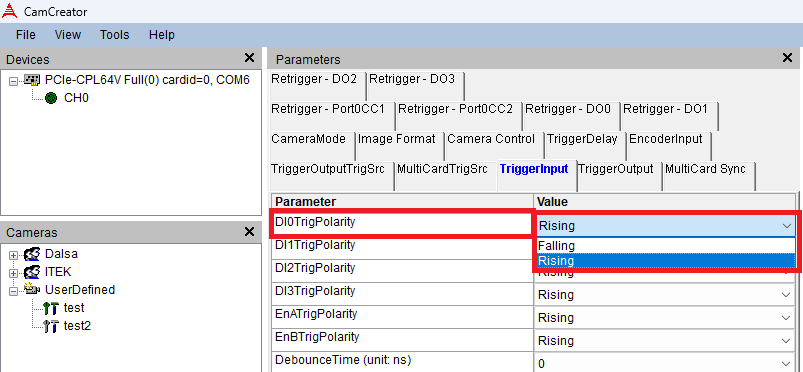 CamCreator
File View Tools Help
Devices
PCIe-CPL64V Full(0) cardid=0, COM6
CH0
Cameras
Dalsa
ITEK
UserDefined
test
test2
Parameters
Retrigger - DO2 Retrigger - DO3
Retrigger - Port0CC1 Retrigger - Port0CC2 Retrigger - DO0 Retrigger - DO1
CameraMode Image Format Camera Control TriggerDelay EncoderInput
TriggerOutputTrigSrc MultiCardTrigSrc TriggerInput TriggerOutput MultiCard Sync
Parameter Value
DI0TrigPolarity Rising
Falling
Rising
DI1TrigPolarity
DI2TrigPolarity Rising
DI3TrigPolarity Rising
EnATrigPolarity Rising
EnBTrigPolarity Rising
DebounceTime (unit: ns) 0